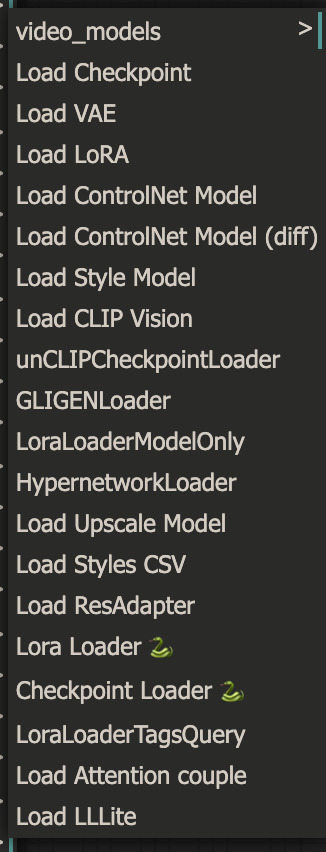 video_models >
Load Checkpoint
Load VAE
Load LoRA
Load ControlNet Model
Load ControlNet Model (diff)
Load Style Model
Load CLIP Vision
unCLIPCheckpointLoader
GLIGENLoader
LoraLoaderModelOnly
HypernetworkLoader
Load Upscale Model
Load Styles CSV
Load ResAdapter
Lora Loader 🐍
Checkpoint Loader 🐍
LoraLoaderTagsQuery
Load Attention couple
Load LLLite